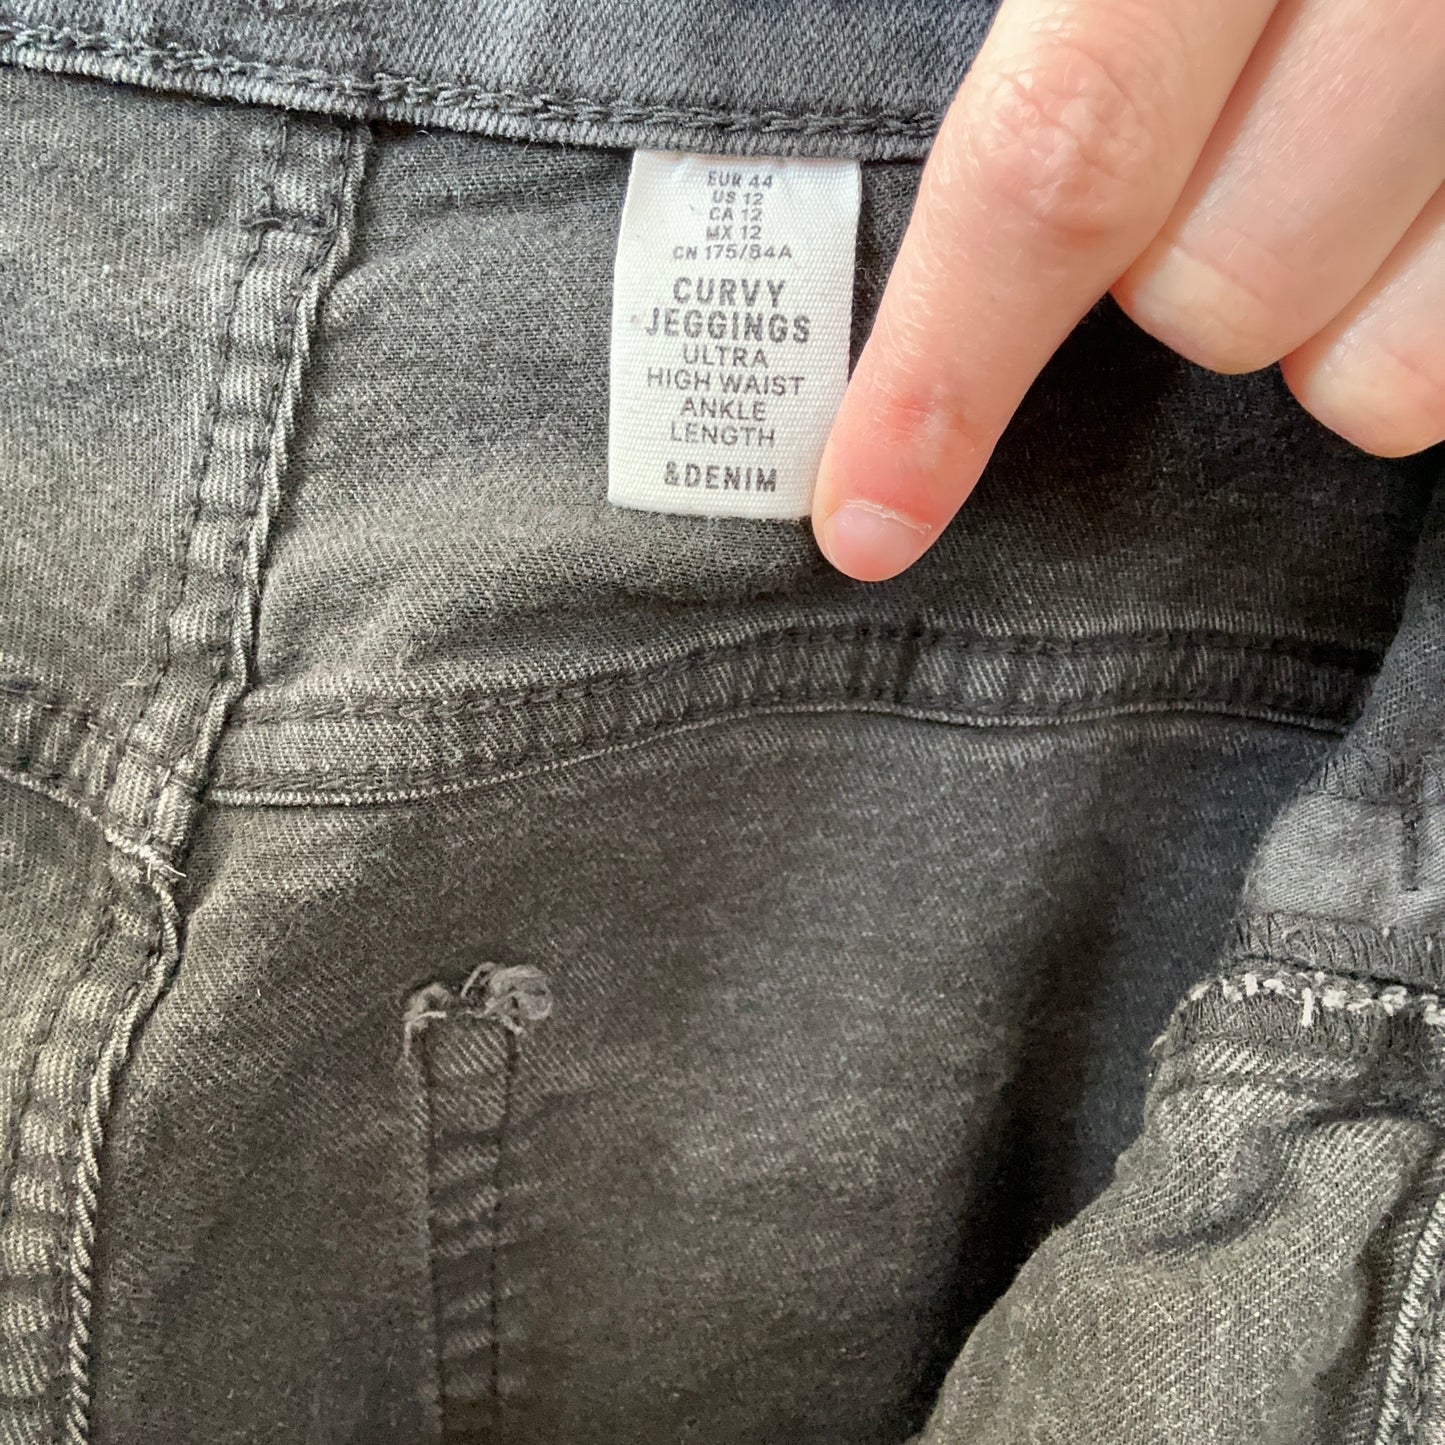 EUR 44
US 12
CA 12
MX 12
CN 175/84A
CURVY
JEGGINGS
ULTRA
HIGH WAIST
ANKLE
LENGTH
&DENIM